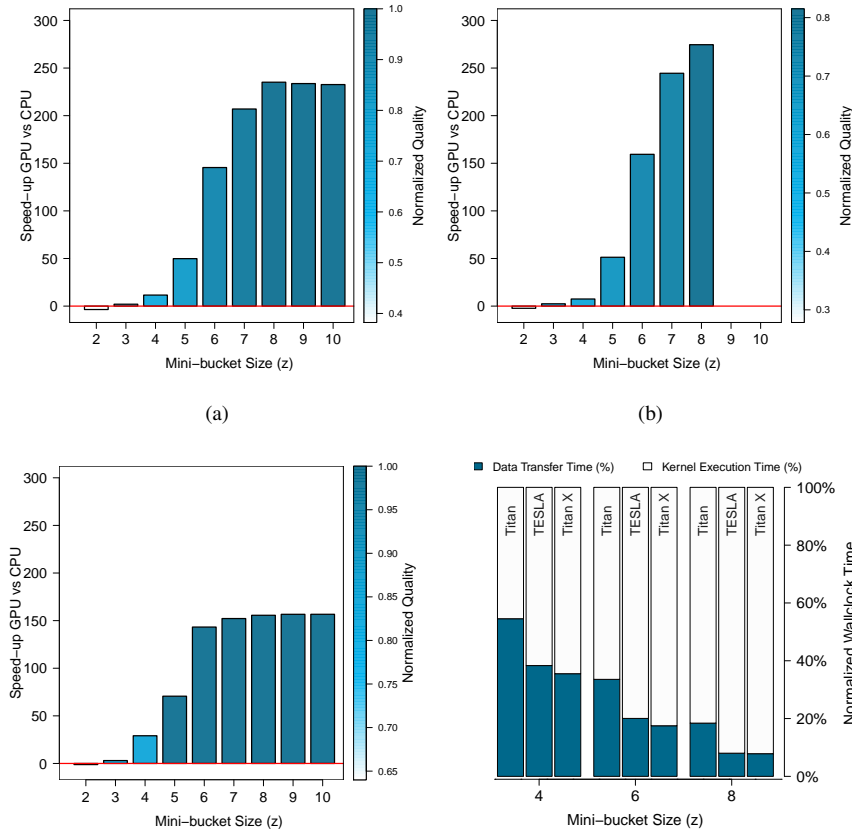 300
250
200
150
100
50
0
Speed-up GPU vs CPU
2 3 4 5 6 7 8 9 10
Mini-bucket Size (z)
1.0
0.9
0.8
0.7
0.6
0.5
0.4
Normalized Quality
(a)
300
250
200
150
100
50
0
Speed-up GPU vs CPU
2 3 4 5 6 7 8 9 10
Mini-bucket Size (z)
0.8
0.7
0.6
0.5
0.4
0.3
Normalized Quality
(b)
300
250
200
150
100
50
0
Speed-up GPU vs CPU
2 3 4 5 6 7 8 9 10
Mini-bucket Size (z)
1.00
0.95
0.90
0.85
0.80
0.75
0.70
0.65
Normalized Quality
Data Transfer Time (%) Kernel Execution Time (%)
Titan TESLA Titan X Titan TESLA Titan X Titan TESLA Titan X
100%
80%
60%
40%
20%
0%
Normalized Wallclock Time
4 6 8
Mini-bucket Size (z)